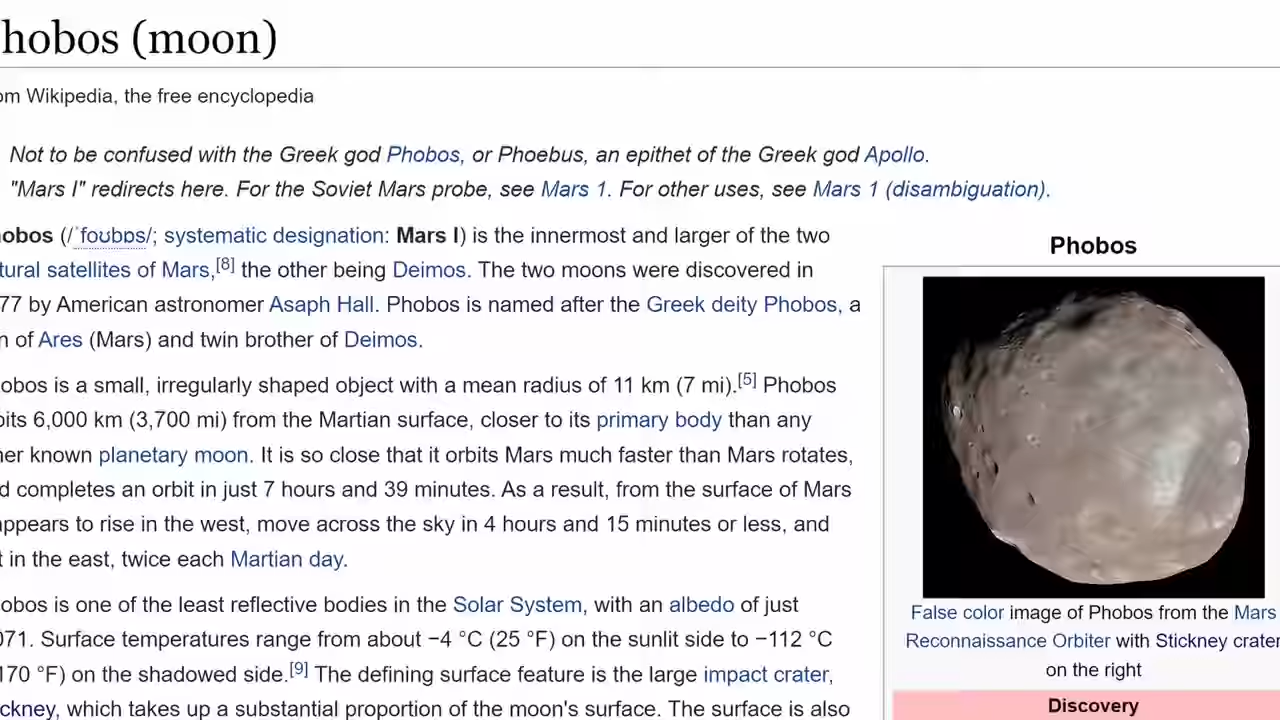 hobos (moon)
om Wikipedia, the free encyclopedia
Not to be confused with the Greek god Phobos, or Phoebus, an epithet of the Greek god Apollo.
"Mars I" redirects here. For the Soviet Mars probe, see Mars 1. For other uses, see Mars 1 (disambiguation).
obos (/ˈfoʊbɒs/; systematic designation: Mars I) is the innermost and larger of the two
tural satellites of Mars,[8] the other being Deimos. The two moons were discovered in
77 by American astronomer Asaph Hall. Phobos is named after the Greek deity Phobos, a
n of Ares (Mars) and twin brother of Deimos.
obos is a small, irregularly shaped object with a mean radius of 11 km (7 mi).[5] Phobos
bits 6,000 km (3,700 mi) from the Martian surface, closer to its primary body than any
er known planetary moon. It is so close that it orbits Mars much faster than Mars rotates,
d completes an orbit in just 7 hours and 39 minutes. As a result, from the surface of Mars
appears to rise in the west, move across the sky in 4 hours and 15 minutes or less, and
t in the east, twice each Martian day.
obos is one of the least reflective bodies in the Solar System, with an albedo of just
071. Surface temperatures range from about −4 °C (25 °F) on the sunlit side to −112 °C
170 °F) on the shadowed side.[9] The defining surface feature is the large impact crater,
ckney, which takes up a substantial proportion of the moon's surface. The surface is also
Phobos
False color image of Phobos from the Mars
Reconnaissance Orbiter with Stickney crater
on the right
Discovery